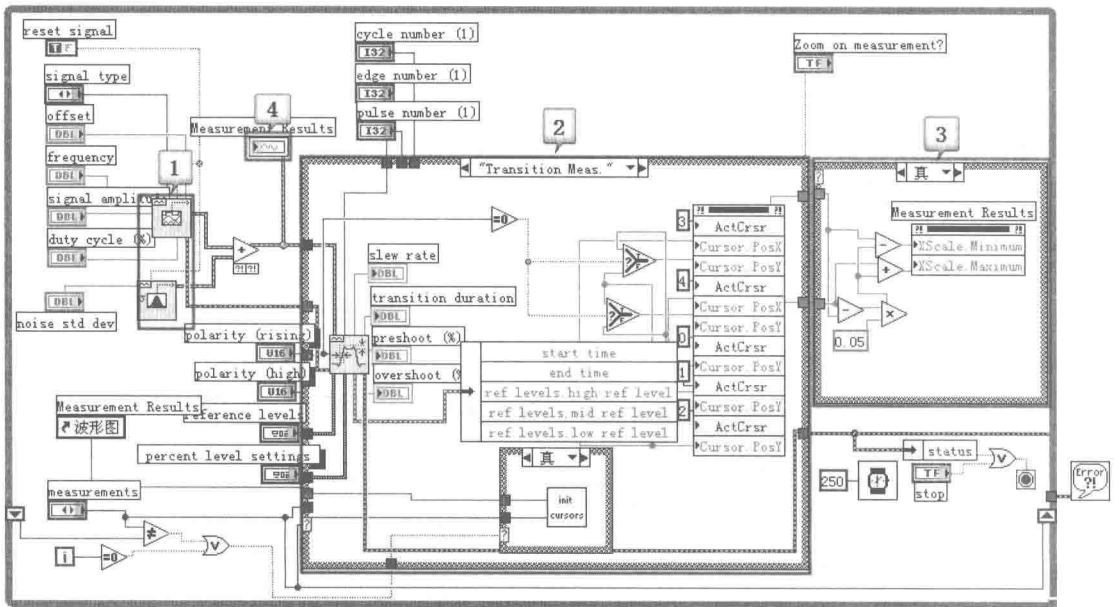 reset signal
TF
signal type
offset
DBL
frequency
DBL
signal amplitu
DBL
duty cycle (%)
DBL
DBL
noise std dev
1
4
Measurement Results
cycle number (1)
I32
edge number (1)
I32
pulse number (1)
I32
2
"Transition Meas."
Zoom on measurement?
TF
3
真
Measurement Results
XScale.Minimum
XScale.Maximum
0.05
=0
slew rate
DBL
transition duration
DBL
preshoot (%)
DBL
overshoot (%
DBL
polarity (rising)
U16
polarity (high)
U16
Measurement Results
波形图
reference levels
percent level settings
measurements
i
=0
start time
end time
ref levels.high ref level
ref levels.mid ref level
ref levels.low ref level
3
ActCrsr
Cursor.PosX
Cursor.PosY
4
ActCrsr
Cursor.PosX
Cursor.PosY
0
ActCrsr
Cursor.PosY
1
ActCrsr
Cursor.PosY
2
ActCrsr
Cursor.PosY
真
init
cursors
status
TF
stop
250
Error
?!